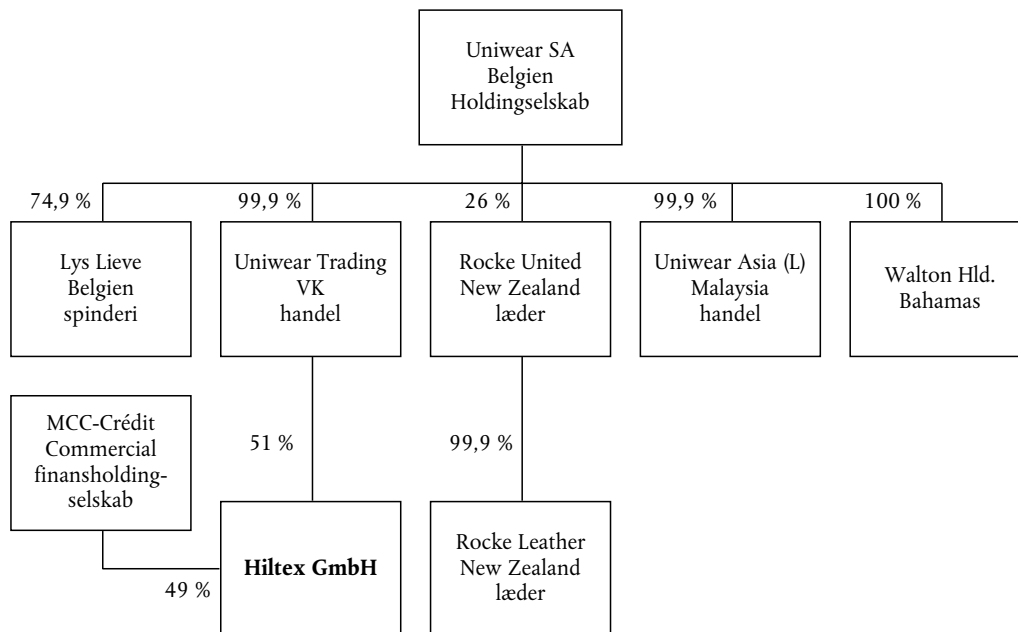 Uniwear SA
Belgien
Holdingselskab
74,9 %
99,9 %
26 %
99,9 %
100 %
Lys Lieve
Belgien
spinderi
Uniwear Trading
VK
handel
Rocke United
New Zealand
læder
Uniwear Asia (L)
Malaysia
handel
Walton Hld.
Bahamas
MCC-Crédit
Commercial
finansholding-
selskab
51 %
99,9 %
49 %
Hiltex GmbH
Rocke Leather
New Zealand
læder